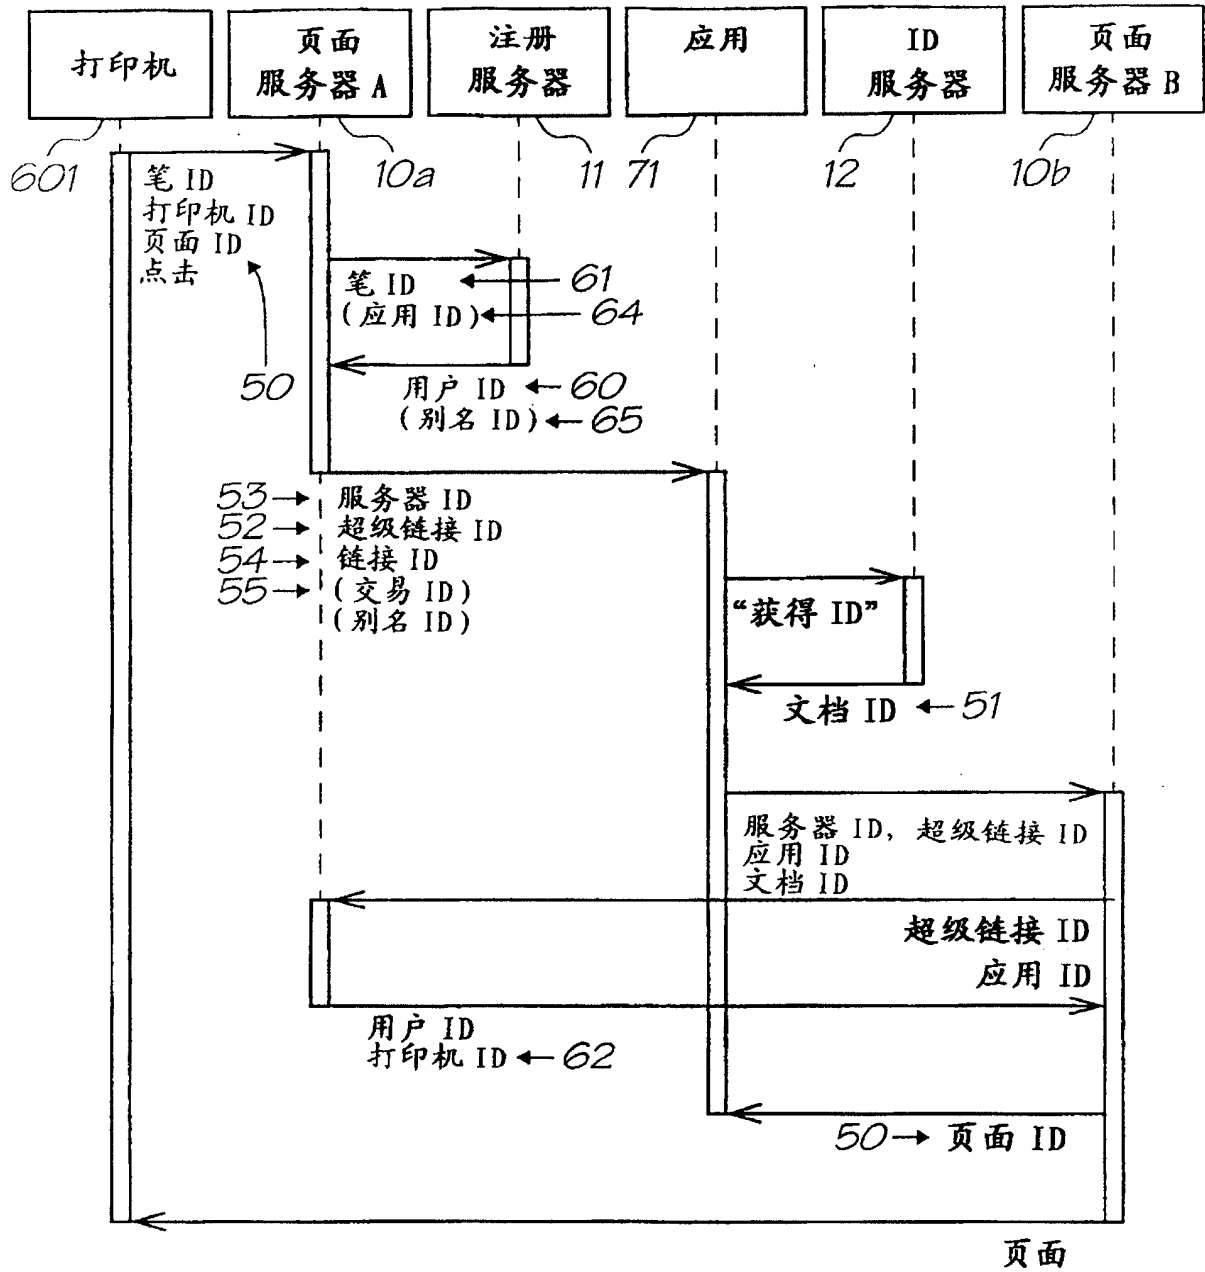 打印机
页面
服务器 A
注册
服务器
应用
ID
服务器
页面
服务器 B
601
10a
11
71
12
10b
笔 ID
打印机 ID
页面 ID
点击
50
笔 ID
61
(应用 ID)
64
用户 ID
60
(别名 ID)
65
53
服务器 ID
52
超级链接 ID
54
链接 ID
55
(交易 ID)
(别名 ID)
“获得 ID”
文档 ID
51
服务器 ID, 超级链接 ID
应用 ID
文档 ID
超级链接 ID
应用 ID
用户 ID
打印机 ID
62
50
页面 ID
页面